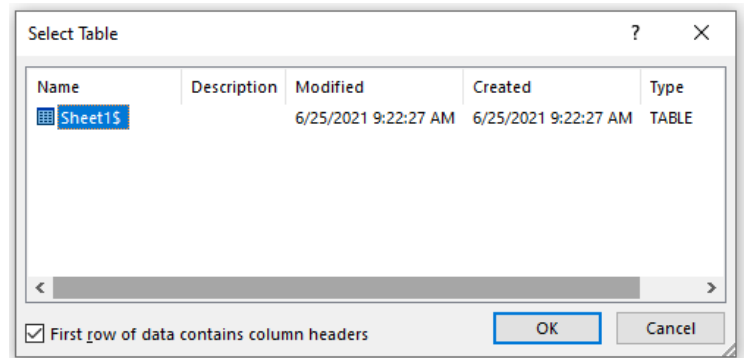 Select Table ? ×
Name Description Modified Created Type
Sheet1$ 6/25/2021 9:22:27 AM 6/25/2021 9:22:27 AM TABLE
First row of data contains column headers OK Cancel